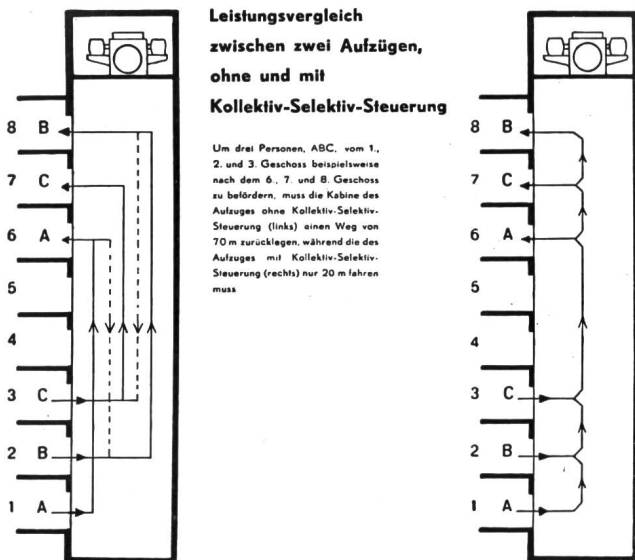 Leistungsvergleich
zwischen zwei Aufzügen,
ohne und mit
Kollektiv-Selektiv-Steuerung
Um drei Personen, ABC, vom 1.,
2. und 3. Geschoss beispielsweise
nach dem 6., 7. und 8. Geschoss
zu befördern, muss die Kabine des
Aufzuges ohne Kollektiv-Selektiv-
Steuerung (links) einen Weg von
70 m zurücklegen, während die des
Aufzuges mit Kollektiv-Selektiv-
Steuerung (rechts) nur 20 m fahren
muss
8 B
7 C
6 A
5
4
3 C
2 B
1 A
8 B
7 C
6 A
5
4
3 C
2 B
1 A